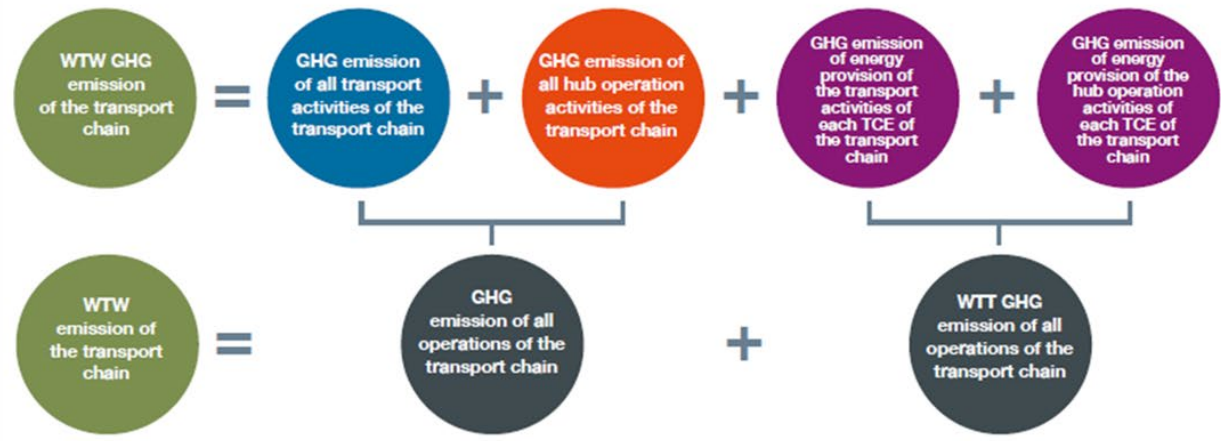 WTW GHG
emission
of the transport
chain
=
GHG emission
of all transport
activities of the
transport chain
+
GHG emission of
all hub operation
activities of the
transport chain
+
GHG emission
of energy
provision of
the transport
activities of
each TCE of
the transport
chain
+
GHG emission
of energy
provision of the
hub operation
activities of
each TCE of
the transport
chain
WTW
emission of
the transport
chain
=
GHG
emission of all
operations of the
transport chain
+
WTT GHG
emission of all
operations of the
transport chain